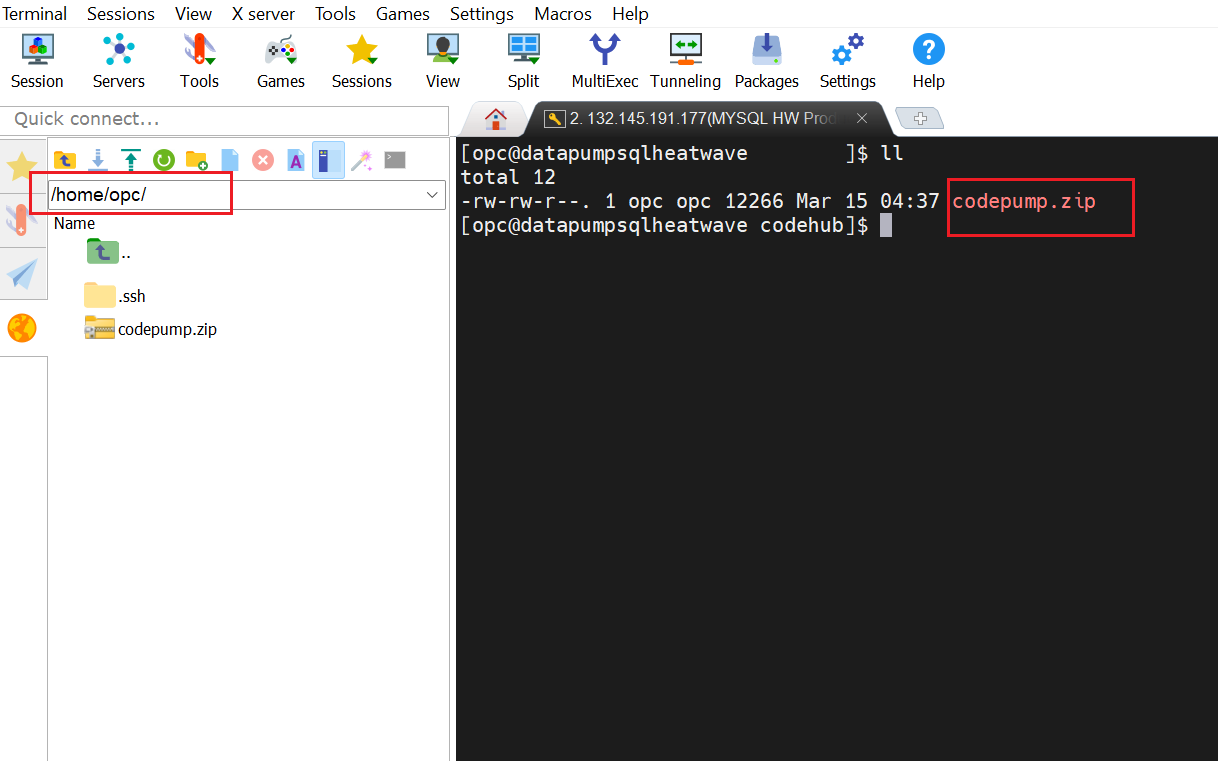 Terminal Sessions View X server Tools Games Settings Macros Help
Session Servers Tools Games Sessions View Split MultiExec Tunneling Packages Settings Help
Quick connect...
2. 132.145.191.177(MYSQL HW Prod
/home/opc/
Name
..
.ssh
codepump.zip
[opc@datapumpsqlheatwave ]$ ll
total 12
-rw-rw-r--. 1 opc opc 12266 Mar 15 04:37 codepump.zip
[opc@datapumpsqlheatwave codehub]$